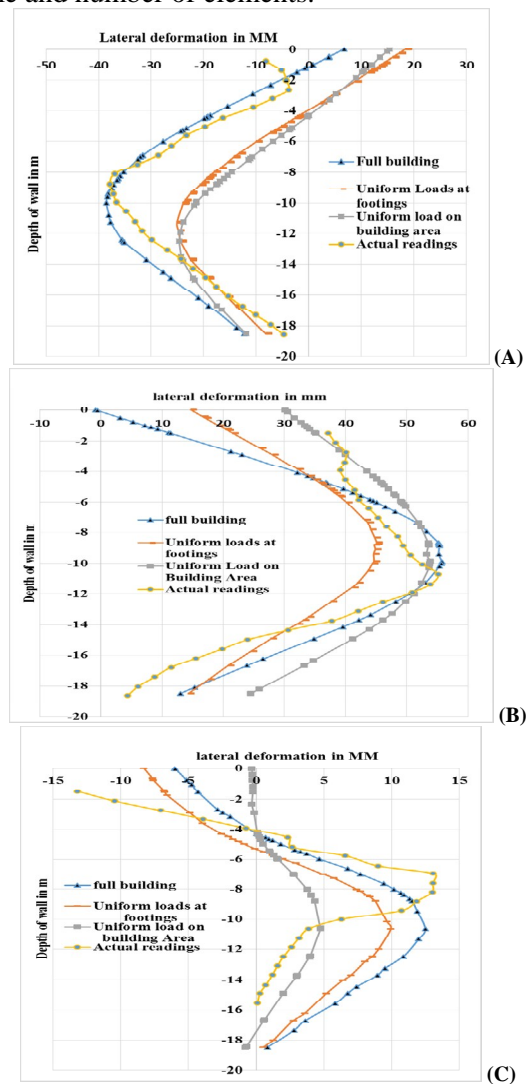 me and number of elements.
Lateral deformation in MM
-50 -40 -30 -20 -10 0 10 20
0
-2
-4
-6
-8
-10
-12
-14
-16
-18
-20
Depth of wall in m
Full building
Uniform Loads at
footings
Uniform load on
building area
Actual readings
(A)
lateral deformation in mm
-10 0 10 20 30 40 50 60
0
-2
-4
-6
-8
-10
-12
-14
-16
-18
-20
Depth of wall in m
full building
Uniform loads at
footings
Uniform Load on
Building Area
Actual readings
(B)
lateral deformation in MM
-15 -10 -5 0 5 10 15
0
-2
-4
-6
-8
-10
-12
-14
-16
-18
-20
Depth of wall in m
full building
Uniform loads at
footings
Uniform load on
building Area
Actual readings
(C)